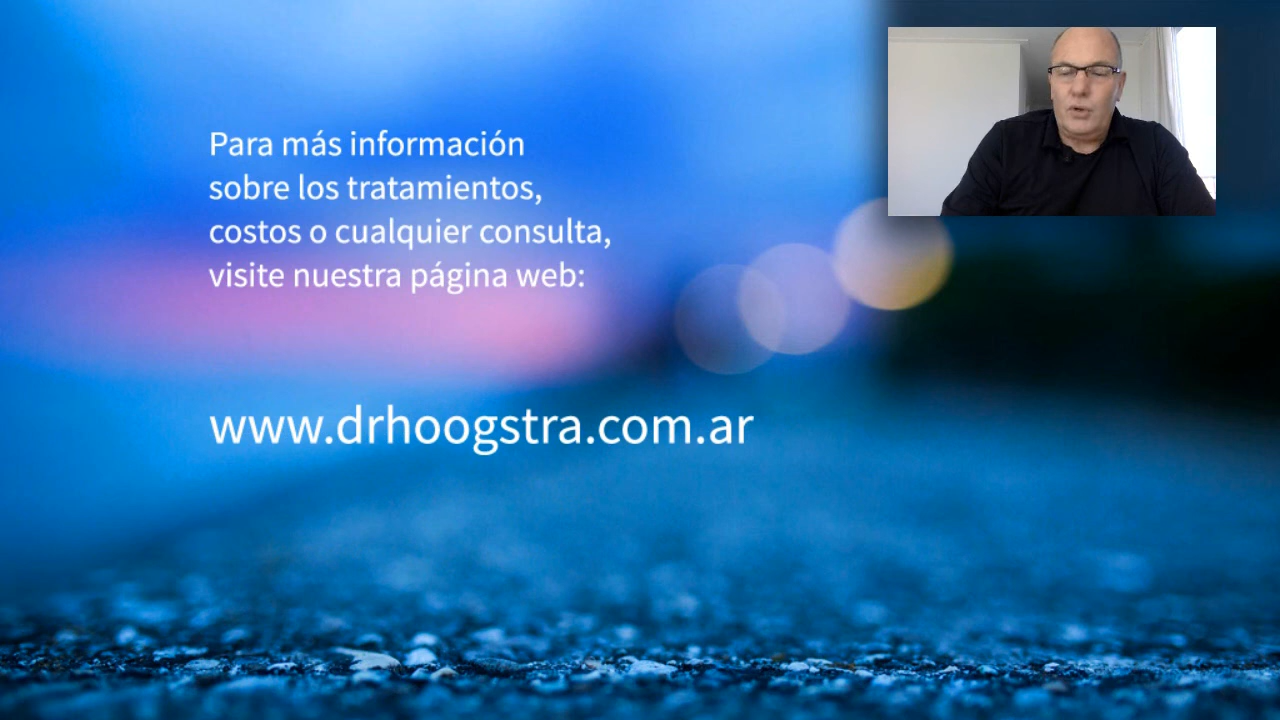 Para más información
sobre los tratamientos,
costos o cualquier consulta,
visite nuestra página web:
www.drhoogstra.com.ar